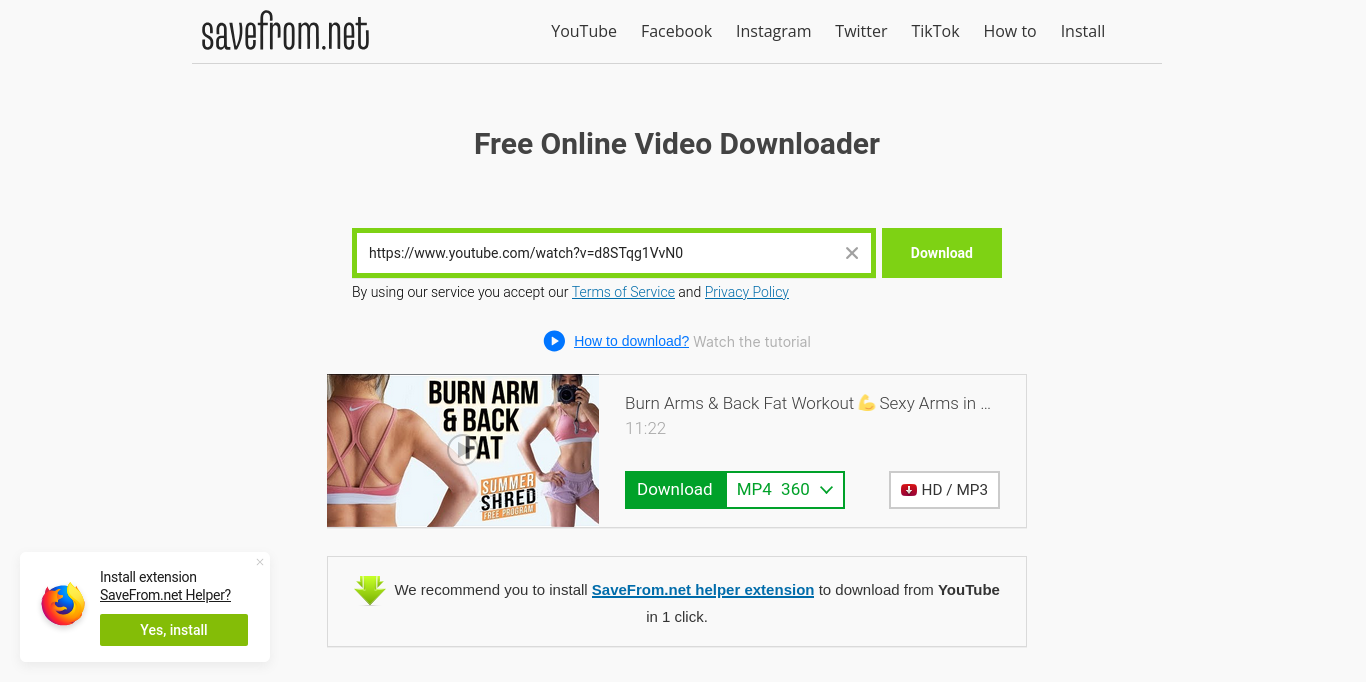 savefrom.net
YouTube Facebook Instagram Twitter TikTok How to Install
Free Online Video Downloader
https://www.youtube.com/watch?v=d8STqg1VvN0
Download
By using our service you accept our Terms of Service and Privacy Policy
How to download? Watch the tutorial
BURN ARM
& BACK
FAT
SUMMER
SHRED
FREE PROGRAM
Burn Arms & Back Fat Workout 💪 Sexy Arms in ...
11:22
Download MP4 360
HD / MP3
We recommend you to install SaveFrom.net helper extension to download from YouTube
in 1 click.
Install extension
SaveFrom.net Helper?
Yes, install